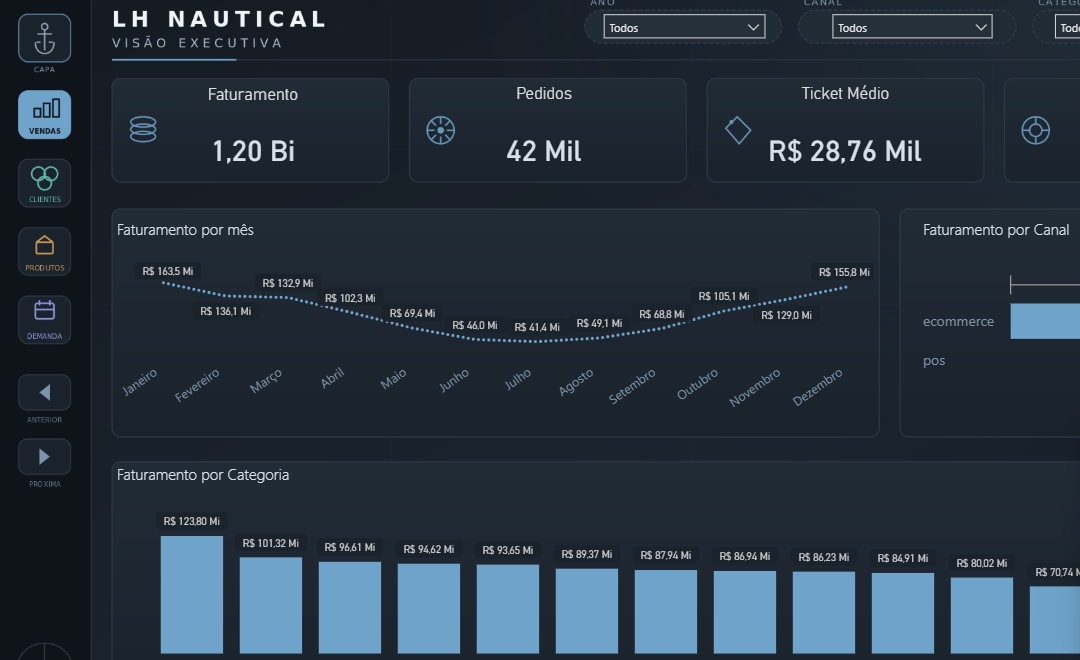 LH NAUTICAL
VISÃO EXECUTIVA
ANO
CANAL
Todos
Todos
CAPA
VENDAS
CLIENTES
PRODUTOS
DEMANDA
ANTERIOR
PROXIMA
Faturamento
1,20 Bi
Pedidos
42 Mil
Ticket Médio
R$ 28,76 Mil
Faturamento por mês
R$ 163,5 Mi
R$ 136,1 Mi
R$ 132,9 Mi
R$ 102,3 Mi
R$ 69,4 Mi
R$ 46,0 Mi
R$ 41,4 Mi
R$ 49,1 Mi
R$ 68,8 Mi
R$ 105,1 Mi
R$ 129,0 Mi
R$ 155,8 Mi
Janeiro
Fevereiro
Março
Abril
Maio
Junho
Julho
Agosto
Setembro
Outubro
Novembro
Dezembro
Faturamento por Canal
ecommerce
pos
Faturamento por Categoria
R$ 123,80 Mi
R$ 101,32 Mi
R$ 96,61 Mi
R$ 94,62 Mi
R$ 93,65 Mi
R$ 89,37 Mi
R$ 87,94 Mi
R$ 86,94 Mi
R$ 86,23 Mi
R$ 84,91 Mi
R$ 80,02 Mi
R$ 70,74